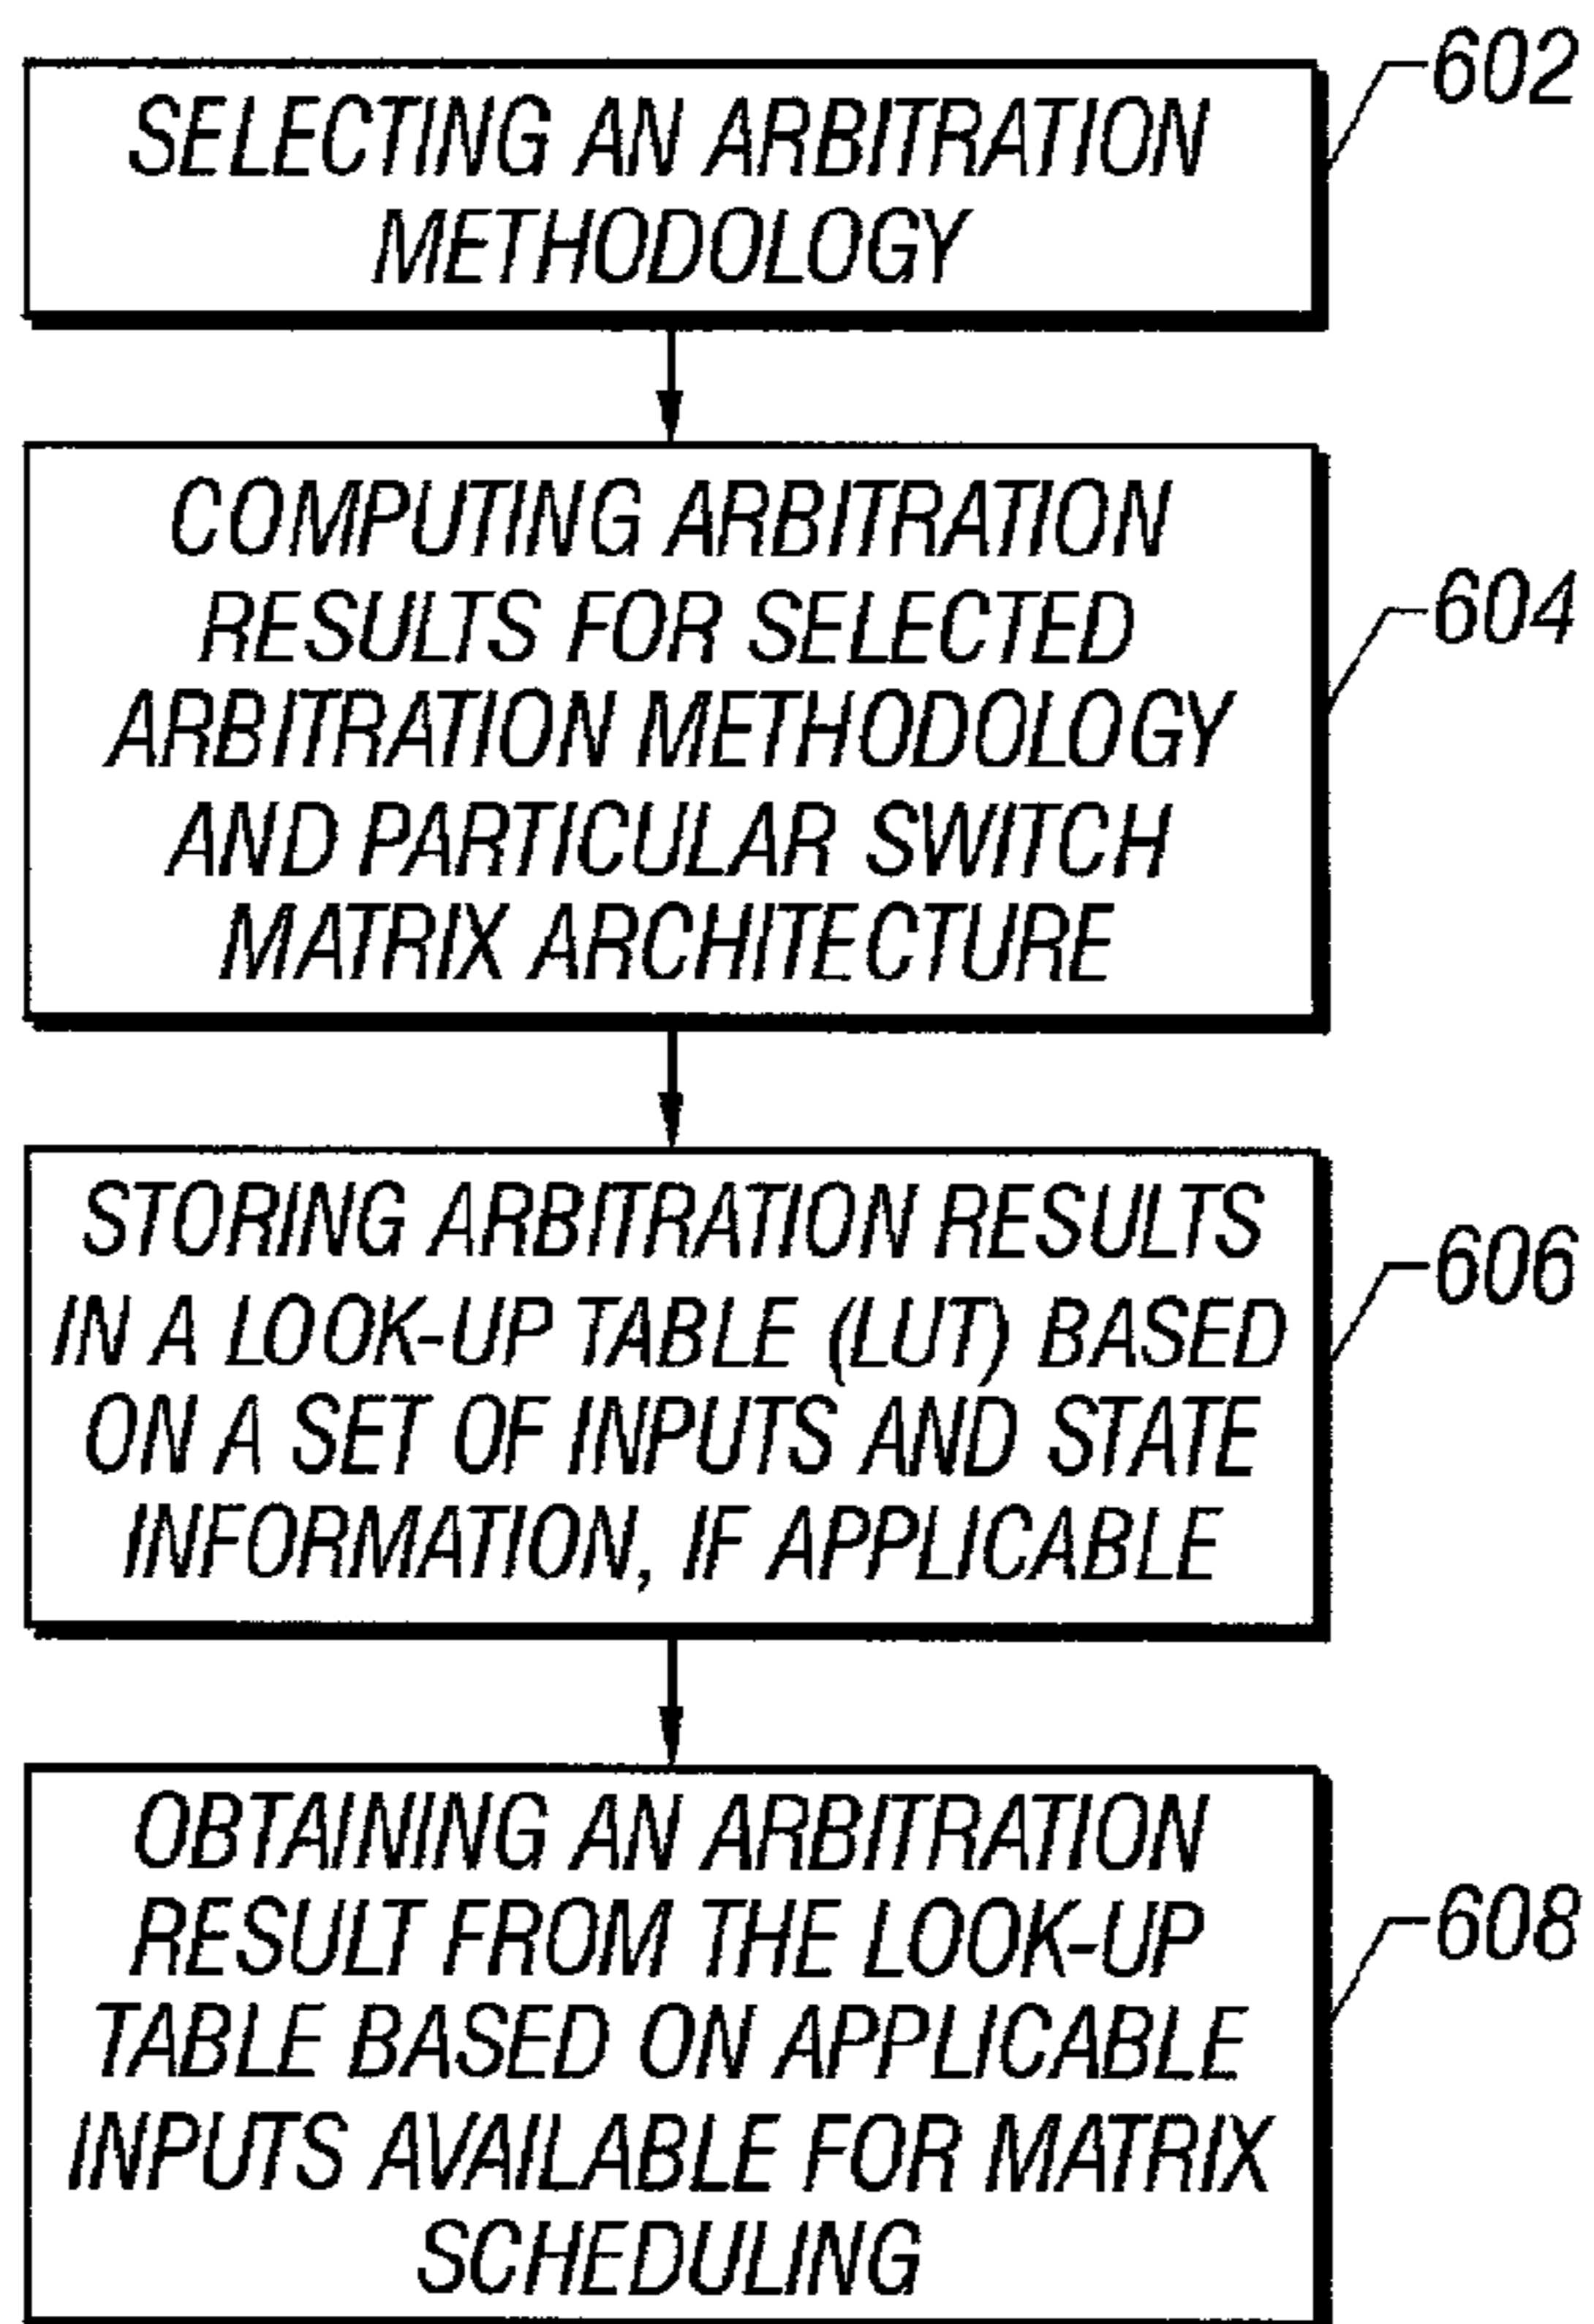 602
SELECTING AN ARBITRATION
METHODOLOGY
604
COMPUTING ARBITRATION
RESULTS FOR SELECTED
ARBITRATION METHODOLOGY
AND PARTICULAR SWITCH
MATRIX ARCHITECTURE
606
STORING ARBITRATION RESULTS
IN A LOOK-UP TABLE (LUT) BASED
ON A SET OF INPUTS AND STATE
INFORMATION, IF APPLICABLE
608
OBTAINING AN ARBITRATION
RESULT FROM THE LOOK-UP
TABLE BASED ON APPLICABLE
INPUTS AVAILABLE FOR MATRIX
SCHEDULING